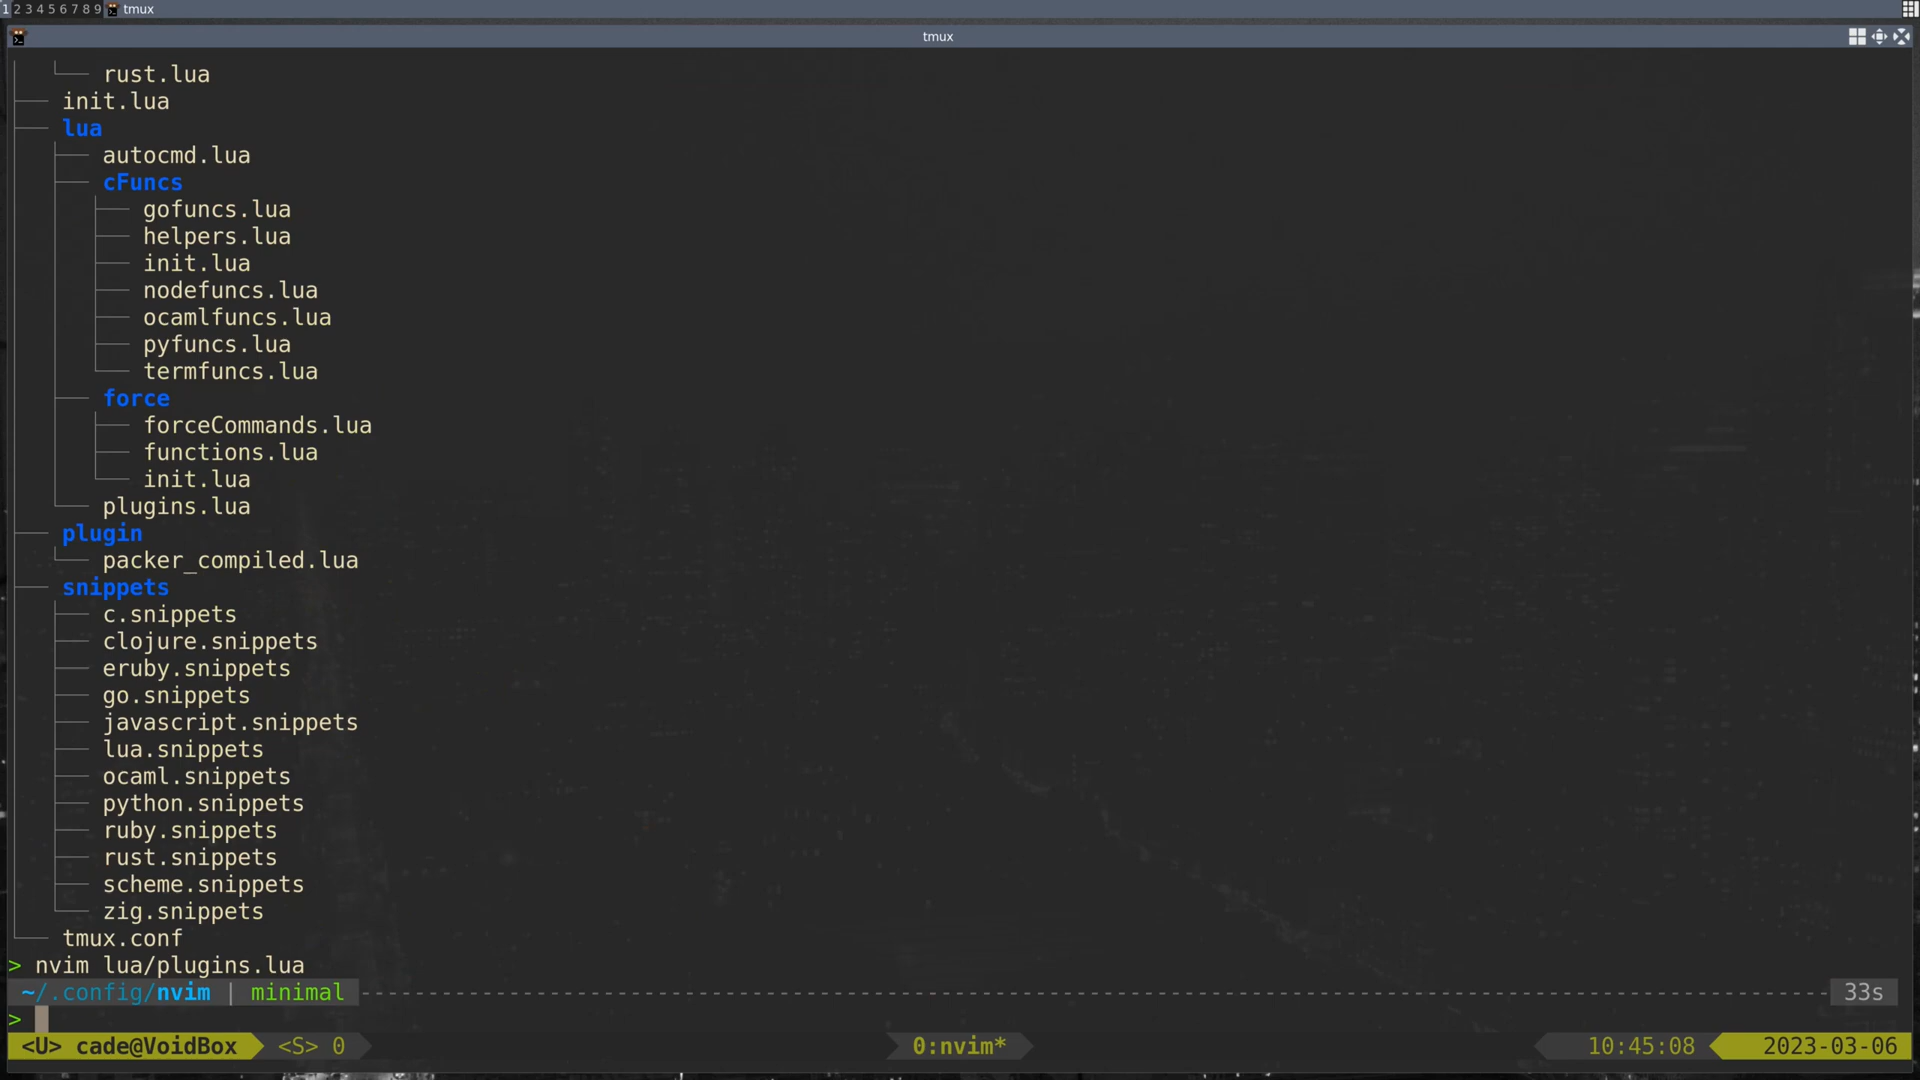 1 2 3 4 5 6 7 8 9 tmux
tmux
rust.lua
init.lua
lua
autocmd.lua
cFuncs
gofuncs.lua
helpers.lua
init.lua
nodefuncs.lua
ocamlfuncs.lua
pyfuncs.lua
termfuncs.lua
force
forceCommands.lua
functions.lua
init.lua
plugins.lua
plugin
packer_compiled.lua
snippets
c.snippets
clojure.snippets
eruby.snippets
go.snippets
javascript.snippets
lua.snippets
ocaml.snippets
python.snippets
ruby.snippets
rust.snippets
scheme.snippets
zig.snippets
tmux.conf
> nvim lua/plugins.lua
~/.config/nvim | minimal 33s
>
<U> cade@VoidBox <S> 0 0:nvim* 10:45:08 2023-03-06